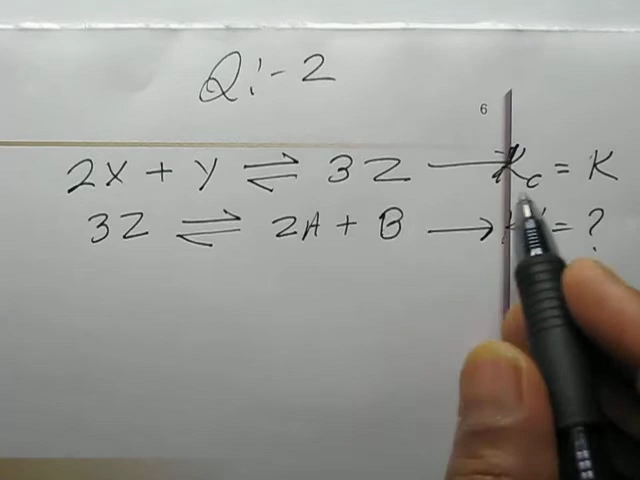 Q:-2
6
2X + Y ⇌ 3Z → Kc = K
3Z ⇌ 2A + B → = ?